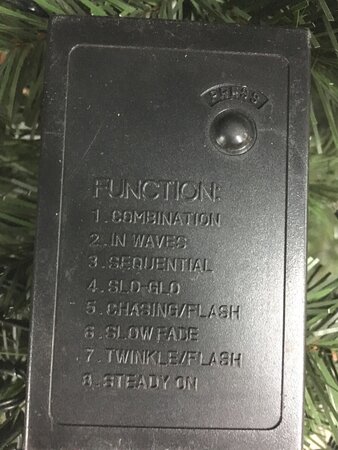 PRESS
FUNCTION:
1.COMBINATION
2.IN WAVES
3.SEQUENTIAL
4.SLO-GLO
5.CHASING/FLASH
6.SLOW FADE
7.TWINKLE/FLASH
8.STEADY ON